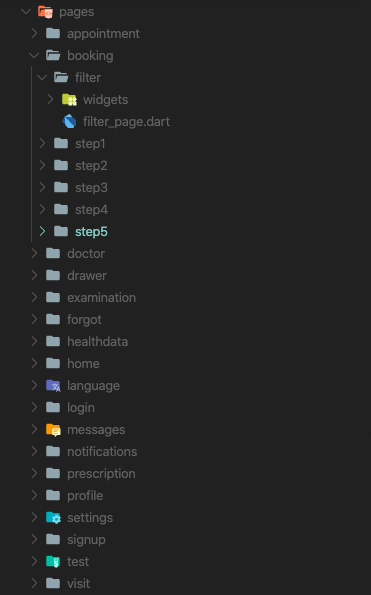 pages
appointment
booking
filter
widgets
filter_page.dart
step1
step2
step3
step4
step5
doctor
drawer
examination
forgot
healthdata
home
language
login
messages
notifications
prescription
profile
settings
signup
test
visit